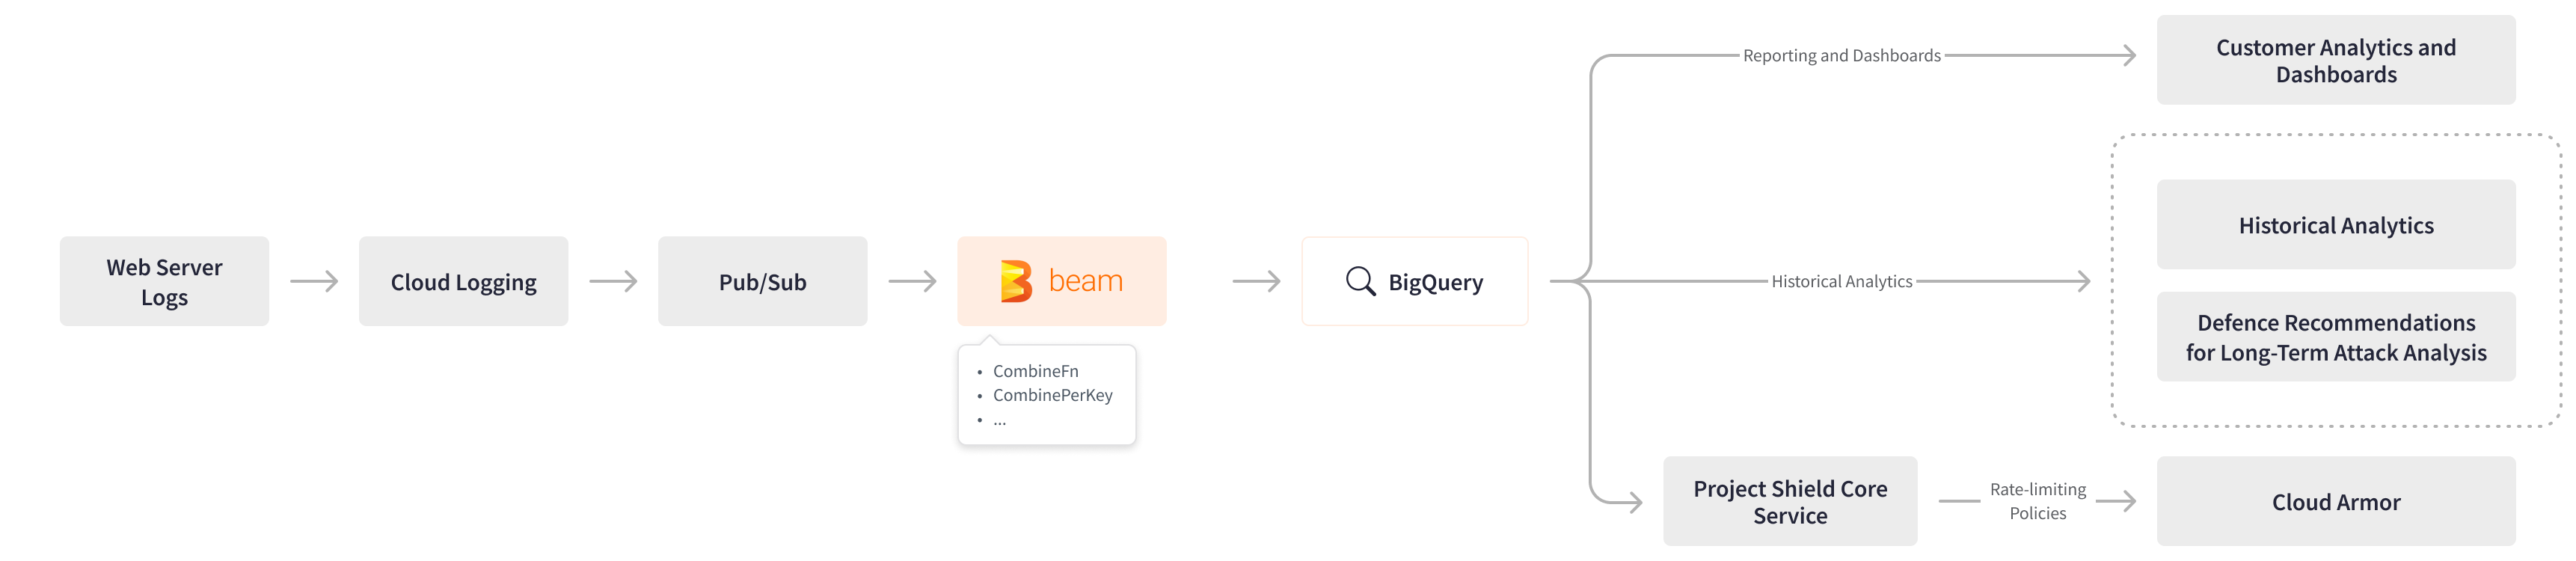 Web Server
Logs
Cloud Logging
Pub/Sub
beam
• CombineFn
• CombinePerKey
• ...
BigQuery
Reporting and Dashboards
Customer Analytics and
Dashboards
Historical Analytics
Historical Analytics
Defence Recommendations
for Long-Term Attack Analysis
Project Shield Core
Service
Rate-limiting
Policies
Cloud Armor